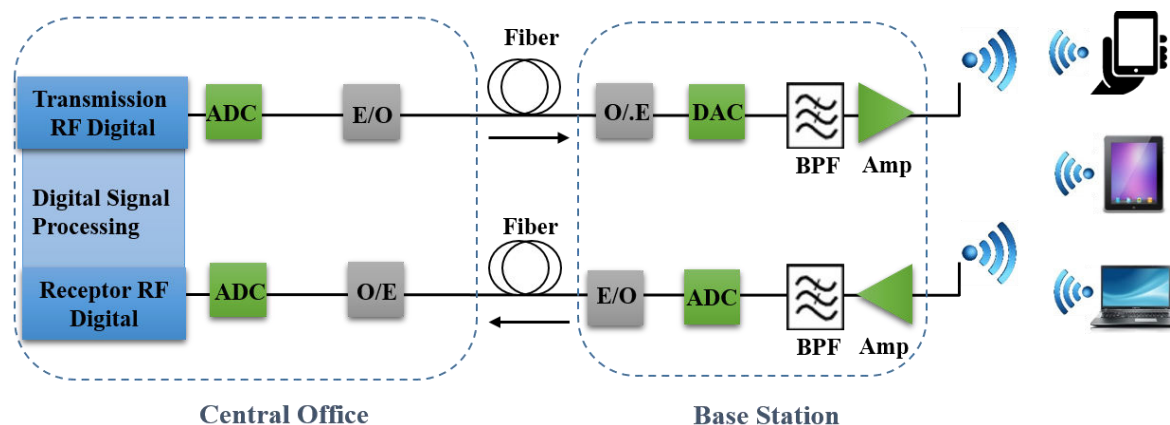 Fiber
Transmission
RF Digital
ADC
E/O
O/.E
DAC
BPF
Amp
Digital Signal
Processing
Fiber
Receptor RF
Digital
ADC
O/E
E/O
ADC
BPF
Amp
Central Office
Base Station